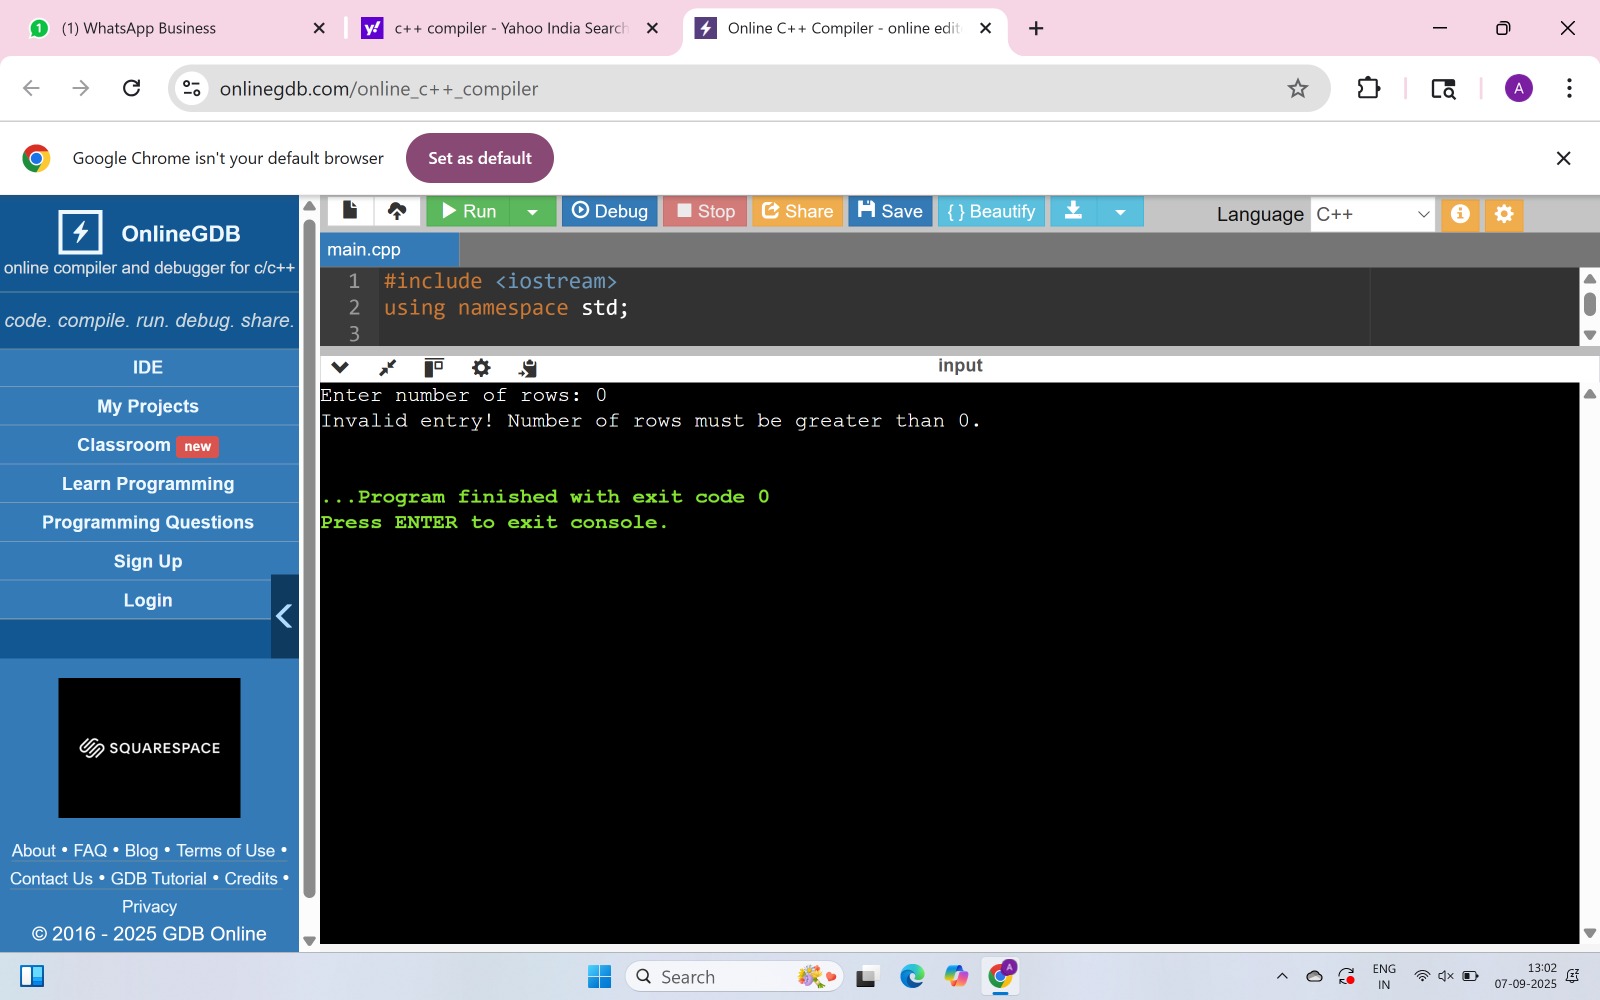 (1) WhatsApp Business
c++ compiler - Yahoo India Search
Online C++ Compiler - online edit
onlinegdb.com/online_c++_compiler
A
Google Chrome isn't your default browser
Set as default
OnlineGDB
online compiler and debugger for c/c++
code. compile. run. debug. share.
IDE
My Projects
Classroom new
Learn Programming
Programming Questions
Sign Up
Login
SQUARESPACE
About • FAQ • Blog • Terms of Use •
Contact Us • GDB Tutorial • Credits •
Privacy
© 2016 - 2025 GDB Online
Run
Debug
Stop
Share
Save
{ } Beautify
Language C++
main.cpp
1 #include <iostream>
2 using namespace std;
3
input
Enter number of rows: 0
Invalid entry! Number of rows must be greater than 0.
...Program finished with exit code 0
Press ENTER to exit console.
Search
A
ENG
IN
13:02
07-09-2025